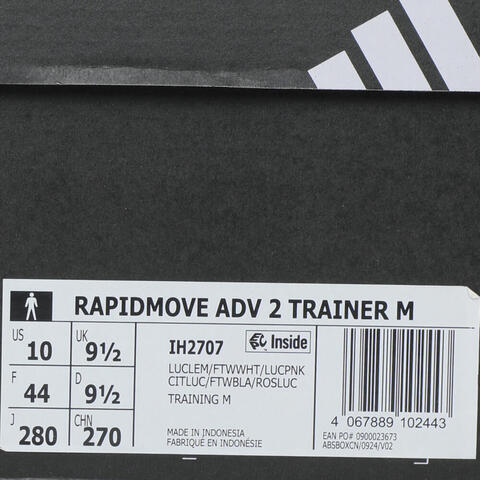 RAPIDMOVE ADV 2 TRAINER M
US 10 UK 9½
F 44 D 9½
J 280 CHN 270
IH2707 Inside
LUCLEM/FTWWHT/LUCPNK
CITLUC/FTWBLA/ROSLUC
TRAINING M
MADE IN INDONESIA
FABRIQUÉ EN INDONÉSIE
4 067889 102443
EAN PO# 0900023673
ABSBOXCN/0924/V02